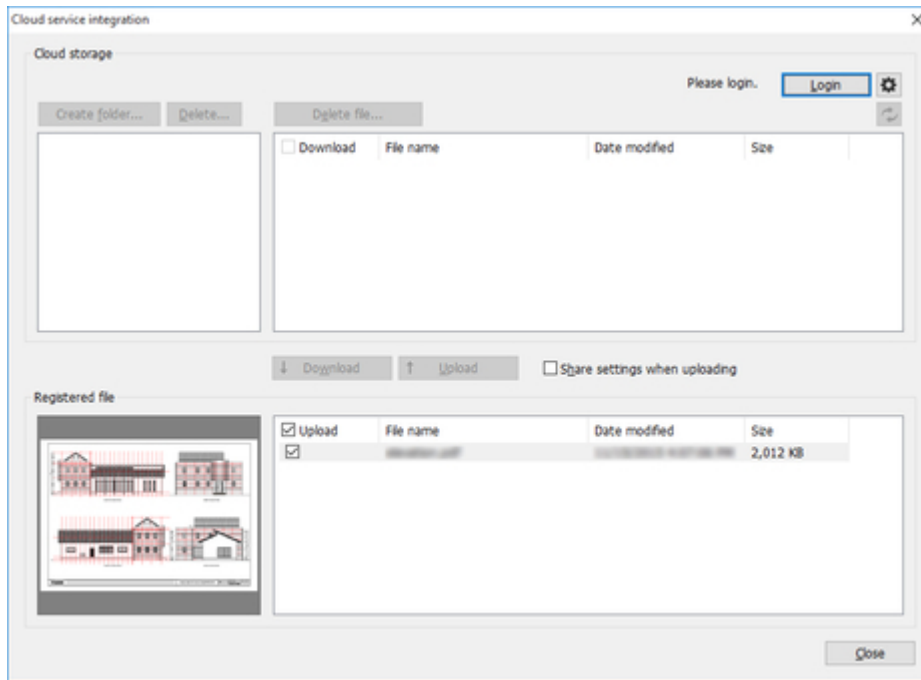 Cloud service integration
Cloud storage
Please login. Login
Create folder... Delete... Delete file...
Download File name Date modified Size
Download Upload Share settings when uploading
Registered file
Upload File name Date modified Size
2,012 KB
Close